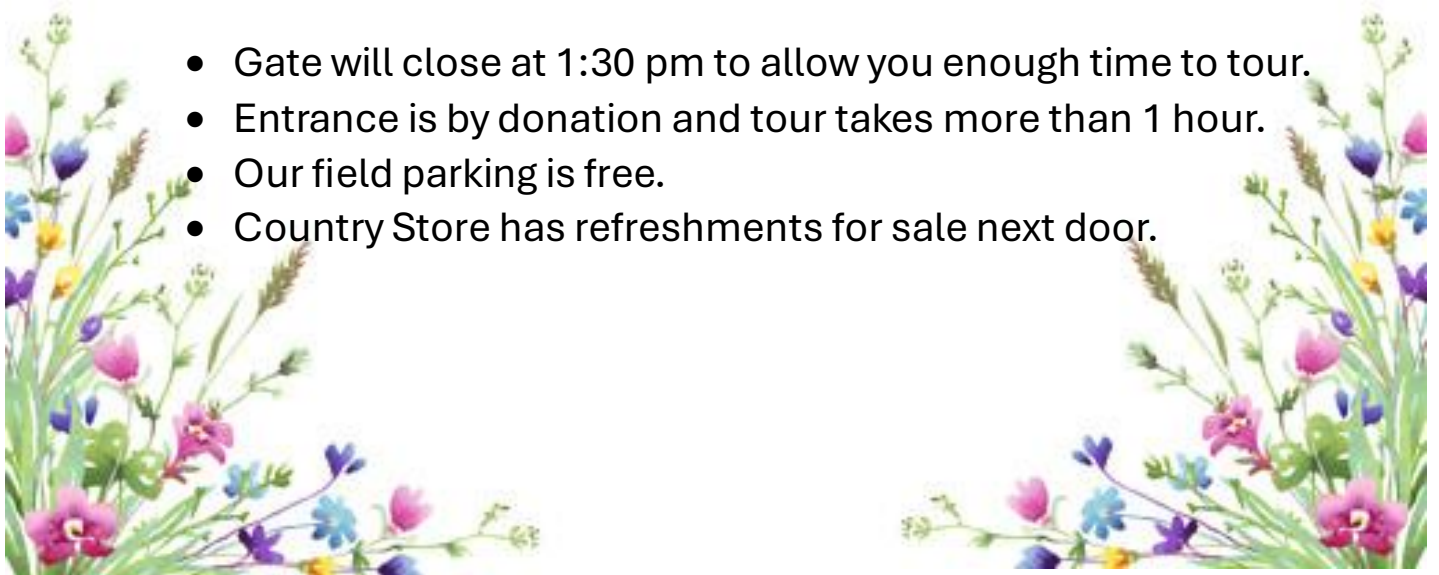 • Gate will close at 1:30 pm to allow you enough time to tour.
• Entrance is by donation and tour takes more than 1 hour.
• Our field parking is free.
• Country Store has refreshments for sale next door.